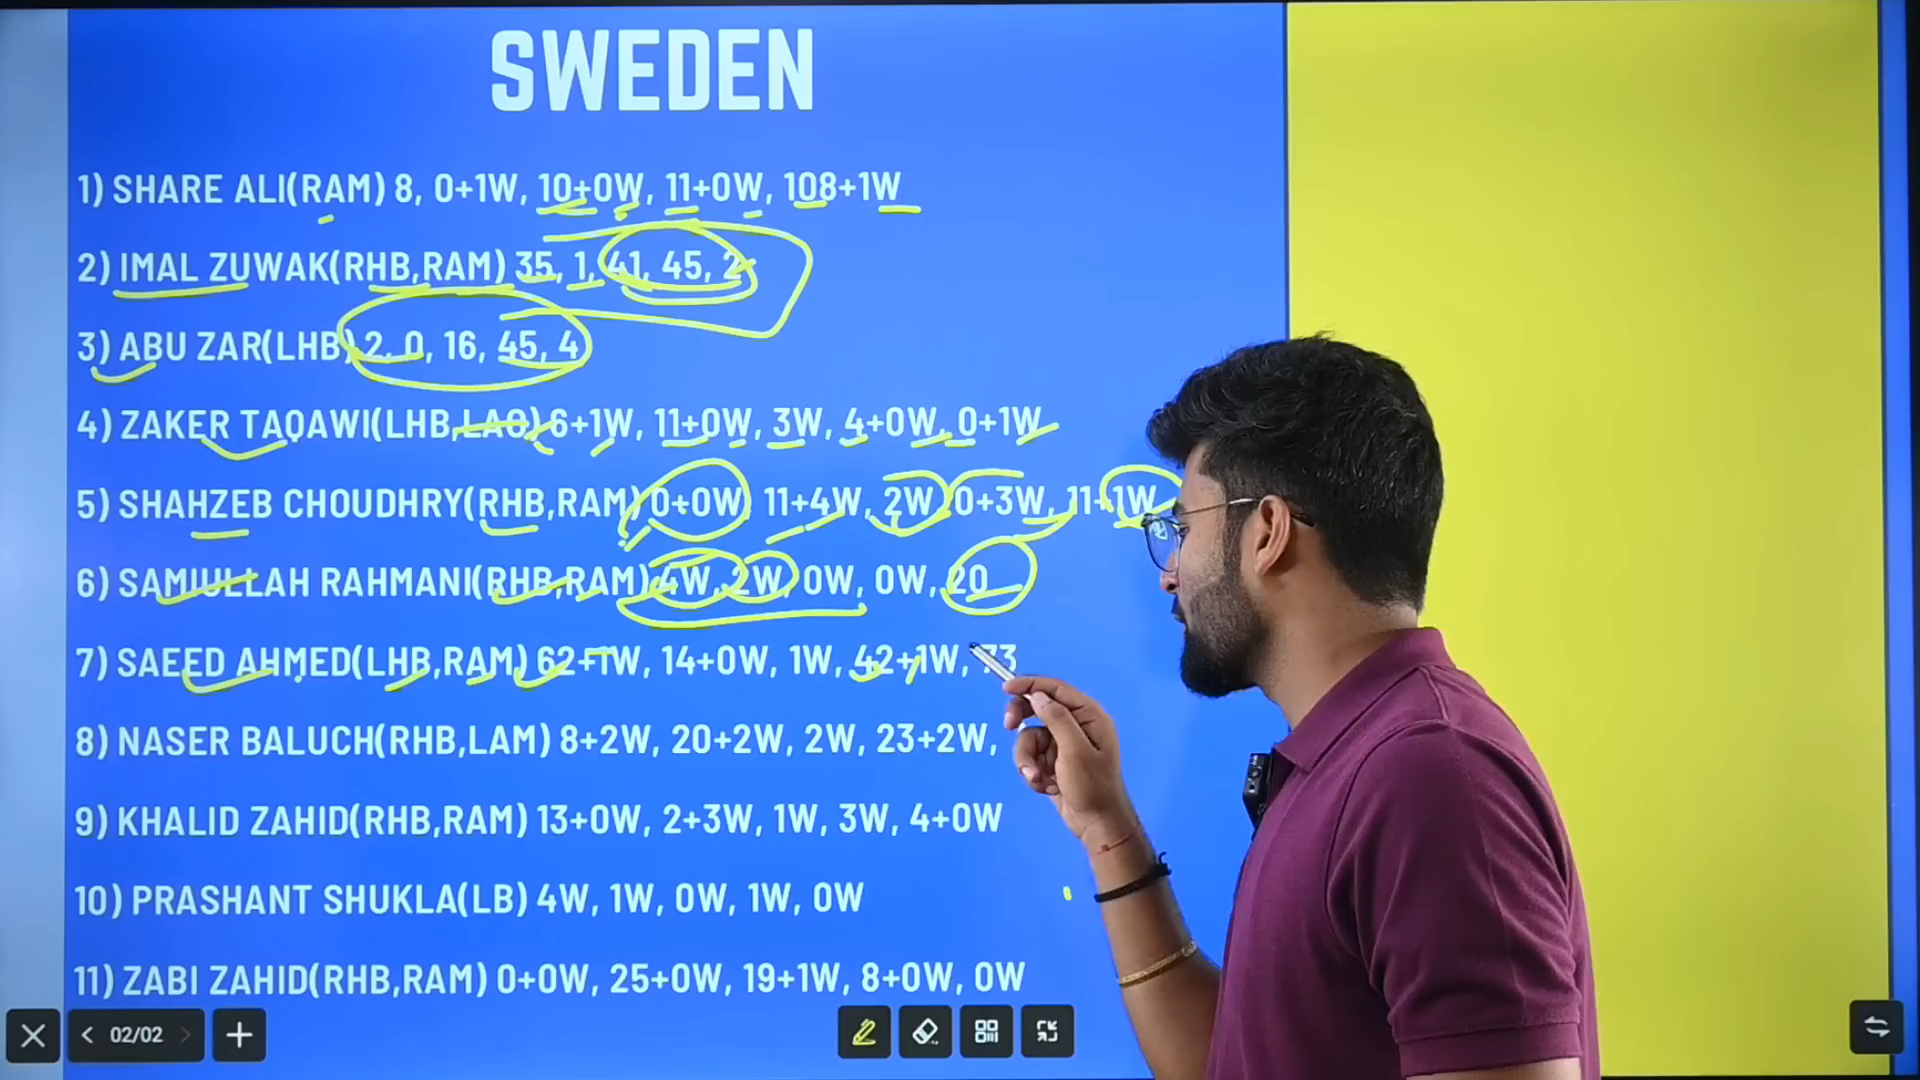 SWEDEN
1) SHARE ALI(RAM) 8, 0+1W, 10+0W, 11+0W, 108+1W
2) IMAL ZUWAK(RHB,RAM) 35, 1, 41, 45, 2
3) ABU ZAR(LHB) 2, 0, 16, 45, 4
4) ZAKER TAQAWI(LHB,LAO) 6+1W, 11+0W, 3W, 4+0W, 0+1W
5) SHAHZEB CHOUDHRY(RHB,RAM) 0+0W, 11+4W, 2W, 0+3W, 11+1W
6) SAMIULLAH RAHMANI(RHB,RAM) 4W, 2W, 0W, 0W, 20
7) SAEED AHMED(LHB,RAM) 62+1W, 14+0W, 1W, 42+1W, 73
8) NASER BALUCH(RHB,LAM) 8+2W, 20+2W, 2W, 23+2W,
9) KHALID ZAHID(RHB,RAM) 13+0W, 2+3W, 1W, 3W, 4+0W
10) PRASHANT SHUKLA(LB) 4W, 1W, 0W, 1W, 0W
11) ZABI ZAHID(RHB,RAM) 0+0W, 25+0W, 19+1W, 8+0W, 0W
02/02